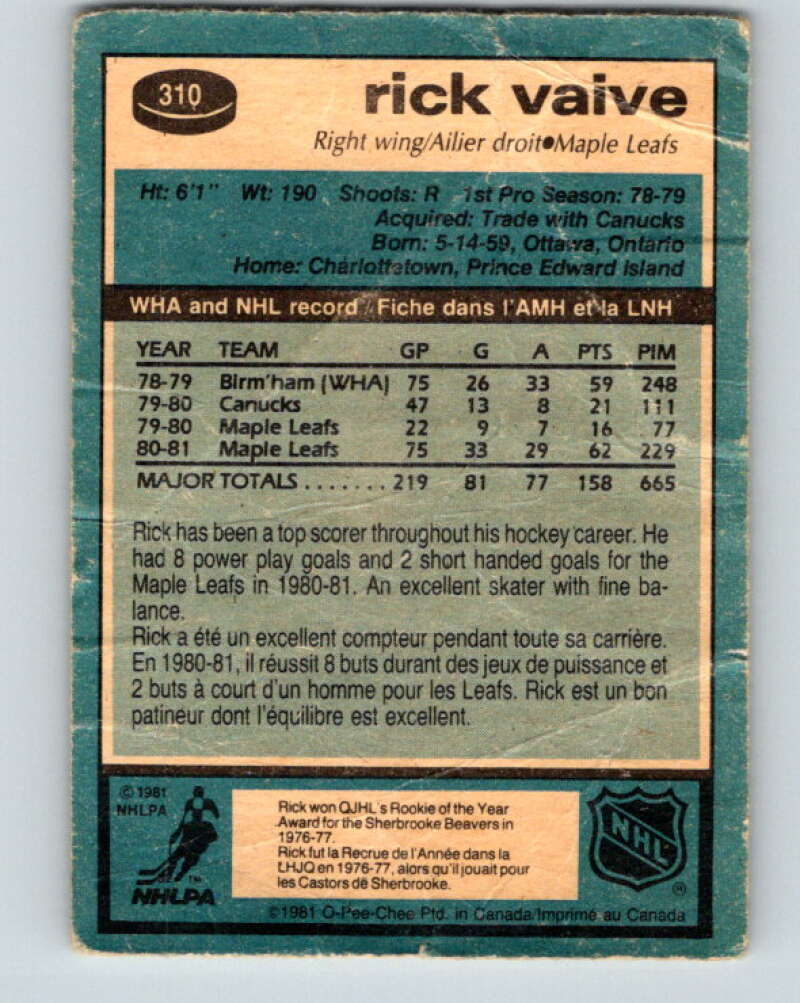 310
rick vaive
Right wing/Ailier droit•Maple Leafs
Ht: 6'1" Wt: 190 Shoots: R 1st Pro Season: 78-79
Acquired: Trade with Canucks
Born: 5-14-59, Ottawa, Ontario
Home: Charlottetown, Prince Edward Island
WHA and NHL record / Fiche dans l'AMH et la LNH
YEAR TEAM GP G A PTS PIM
78-79 Birm'ham (WHA) 75 26 33 59 248
79-80 Canucks 47 13 8 21 111
79-80 Maple Leafs 22 9 7 16 77
80-81 Maple Leafs 75 33 29 62 229
MAJOR TOTALS ....... 219 81 77 158 665
Rick has been a top scorer throughout his hockey career. He
had 8 power play goals and 2 short handed goals for the
Maple Leafs in 1980-81. An excellent skater with fine ba-
lance.
Rick a été un excellent compteur pendant toute sa carrière.
En 1980-81, il réussit 8 buts durant des jeux de puissance et
2 buts à court d'un homme pour les Leafs. Rick est un bon
patineur dont l'équilibre est excellent.
© 1981
NHLPA
TM
NHLPA
Rick won QJHL's Rookie of the Year
Award for the Sherbrooke Beavers in
1976-77.
Rick fut la Recrue de l'Année dans la
LHJQ en 1976-77, alors qu'il jouait pour
les Castors de Sherbrooke.
NHL
®
© 1981 O-Pee-Chee Ptd. in Canada/Imprimé au Canada